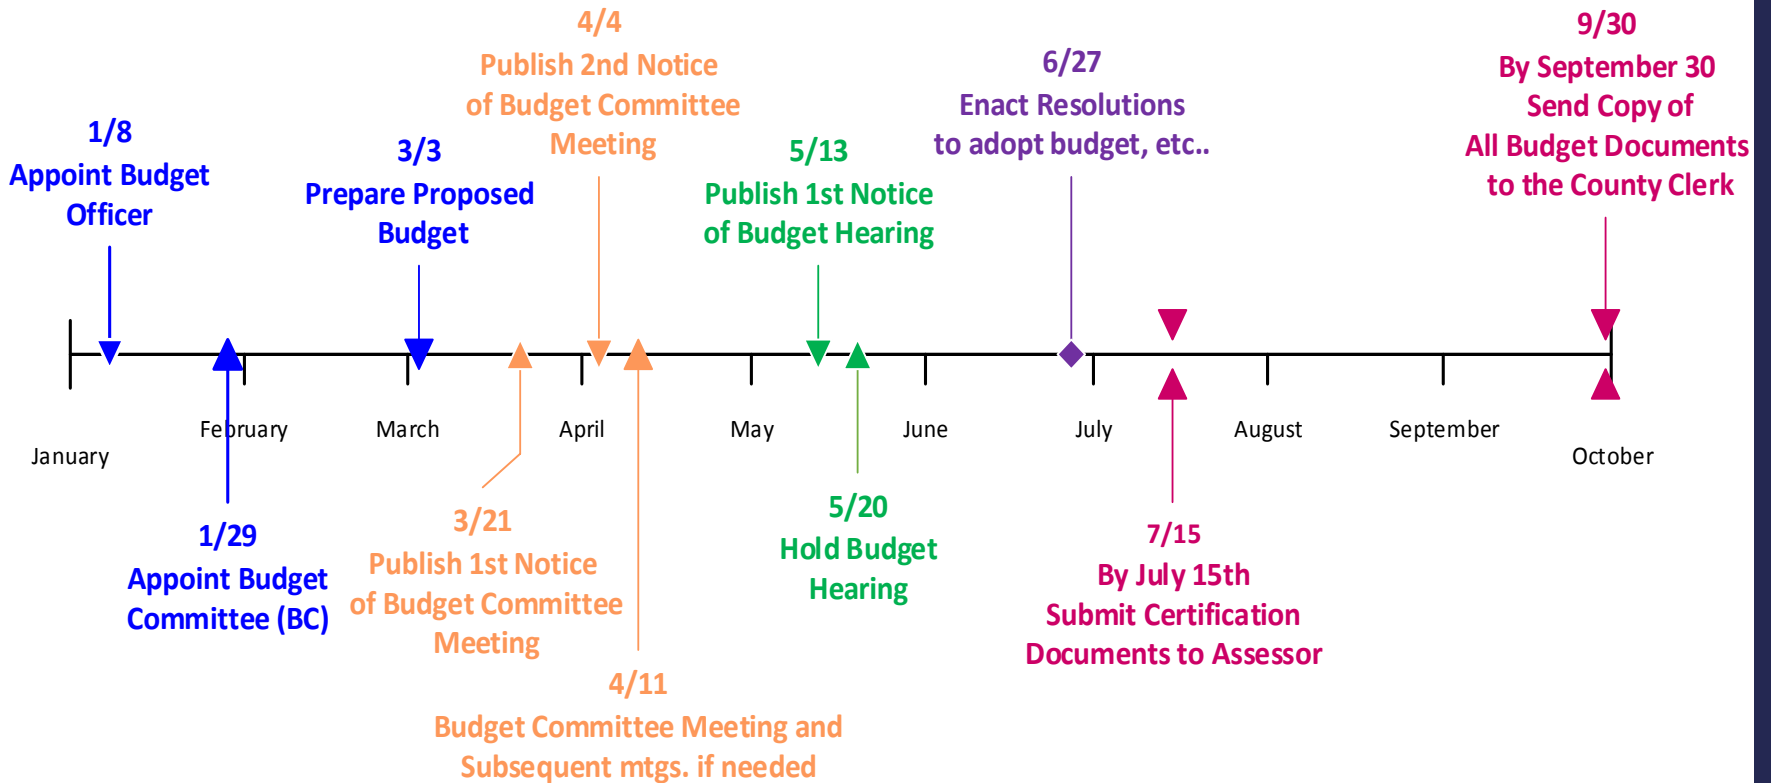 1/8
Appoint Budget
Officer
3/3
Prepare Proposed
Budget
4/4
Publish 2nd Notice
of Budget Committee
Meeting
5/13
Publish 1st Notice
of Budget Hearing
6/27
Enact Resolutions
to adopt budget, etc..
9/30
By September 30
Send Copy of
All Budget Documents
to the County Clerk
January
February
March
April
May
June
July
August
September
October
1/29
Appoint Budget
Committee (BC)
3/21
Publish 1st Notice
of Budget Committee
Meeting
4/11
Budget Committee Meeting and
Subsequent mtgs. if needed
5/20
Hold Budget
Hearing
7/15
By July 15th
Submit Certification
Documents to Assessor